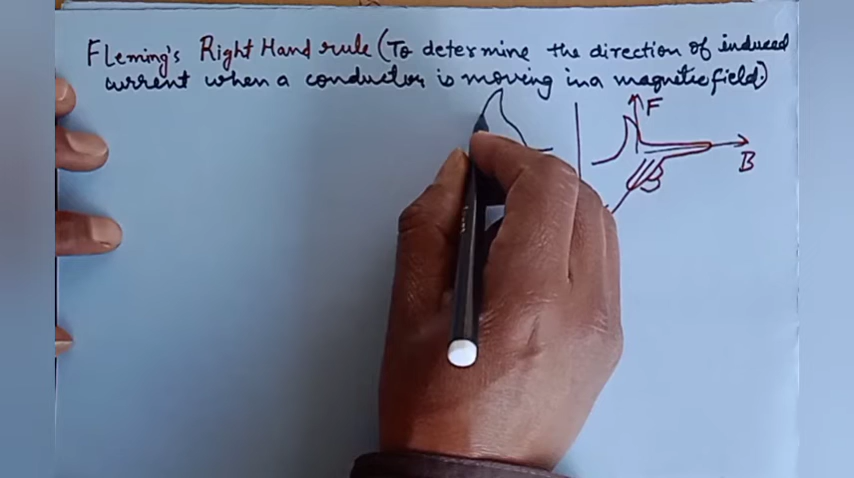 Fleming's Right Hand rule (To determine the direction of induced
current when a conductor is moving in a magnetic field.)
F
B